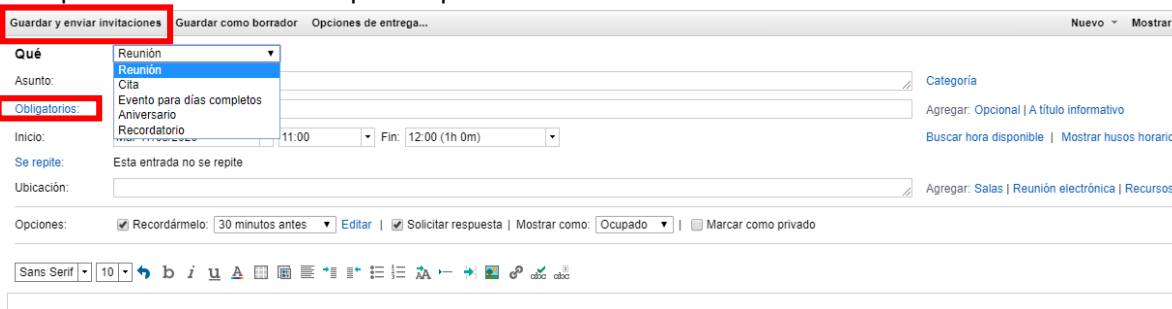 Guardar y enviar invitaciones Guardar como borrador Opciones de entrega... Nuevo Mostrar
Qué Reunión
Reunión
Asunto: Cita Categoría
Evento para días completos
Obligatorios: Aniversario Agregar: Opcional | A título informativo
Recordatorio
Inicio: 11:00 Fin: 12:00 (1h 0m) Buscar hora disponible | Mostrar husos horario
Se repite: Esta entrada no se repite
Ubicación: Agregar: Salas | Reunión electrónica | Recursos
Opciones: Recordármelo: 30 minutos antes Editar | Solicitar respuesta | Mostrar como: Ocupado | Marcar como privado
Sans Serif 10 b i u A